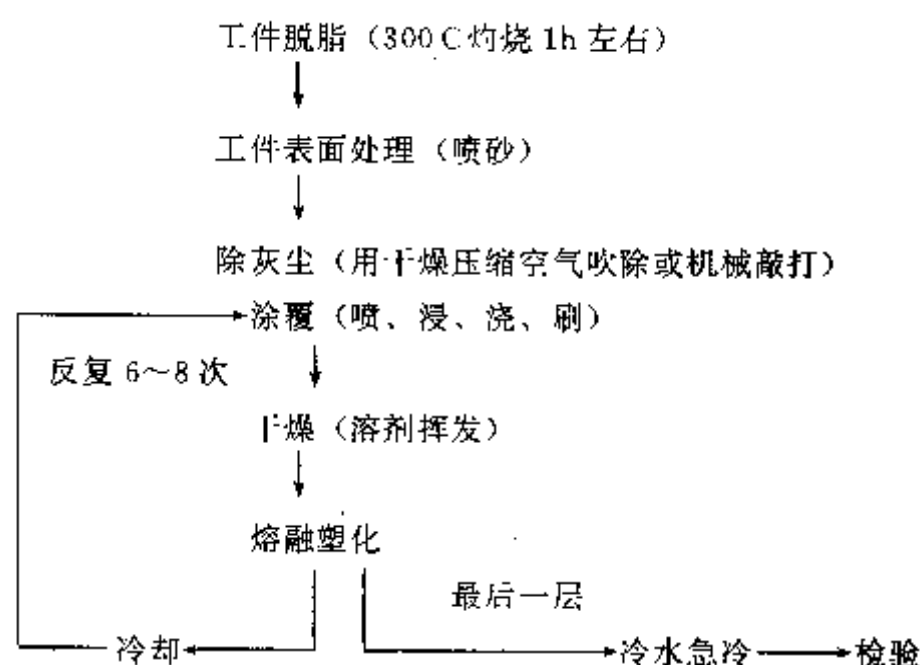 工件脱脂（300℃灼烧 1h 左右）
工件表面处理（喷砂）
除灰尘（用干燥压缩空气吹除或机械敲打）
涂覆（喷、浸、浇、刷）
反复 6～8 次
干燥（溶剂挥发）
熔融塑化
最后一层
冷却
冷水急冷
检验